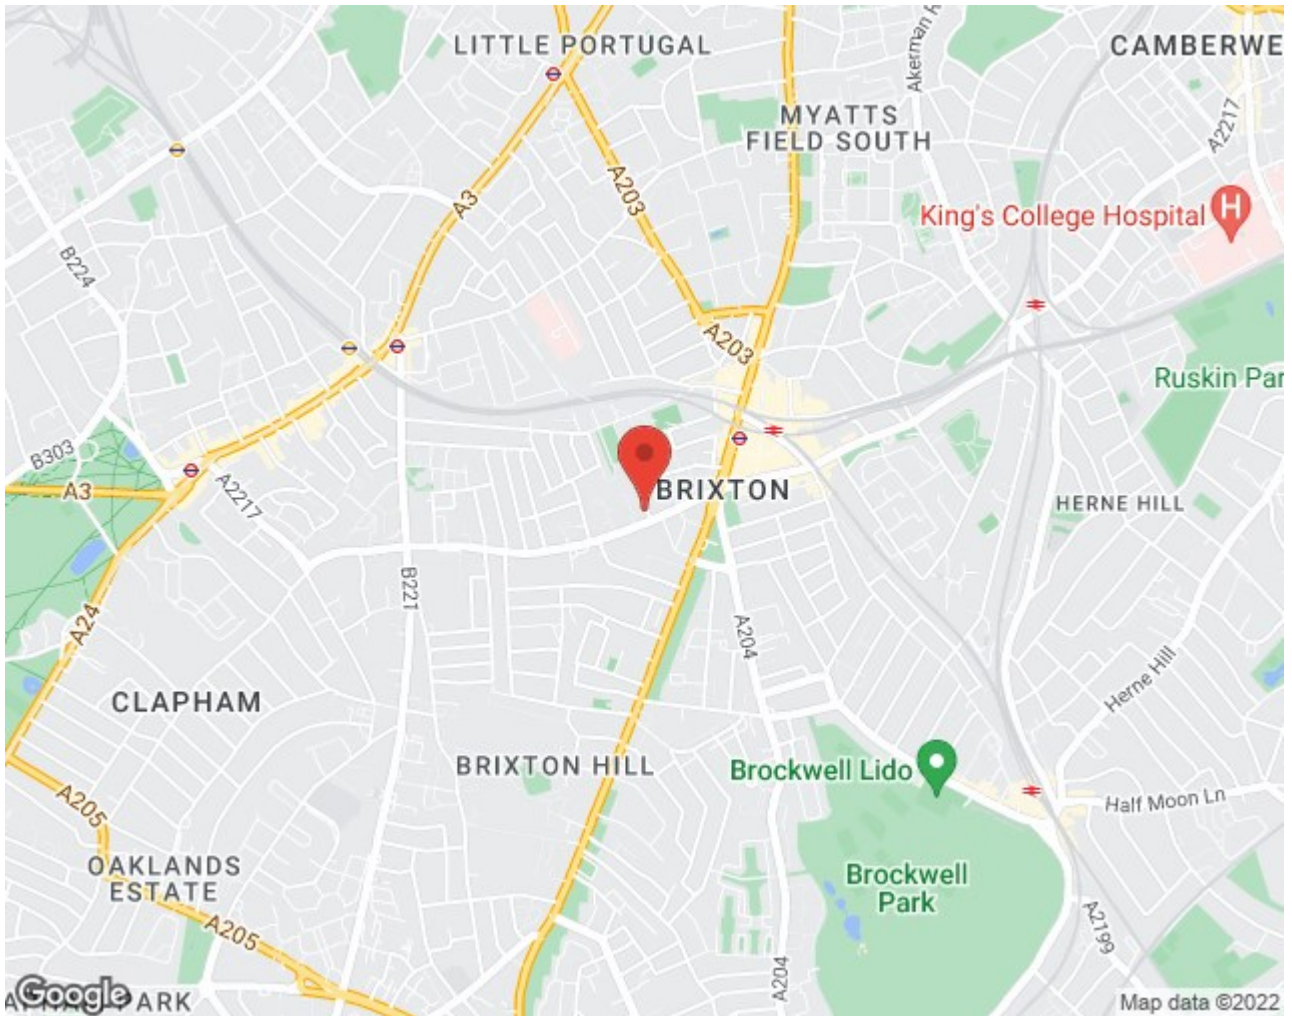 LITTLE PORTUGAL
CAMBERWE
Akerman R
MYATTS
FIELD SOUTH
A2217
A203
A3
King's College Hospital
H
B224
A203
Ruskin Par
B303
A3
A2217
BRIXTON
HERNE HILL
B221
A24
A204
Herne Hill
CLAPHAM
BRIXTON HILL
Brockwell Lido
A205
Half Moon Ln
OAKLANDS
ESTATE
Brockwell
Park
A205
A2199
A204
Google
PARK
Map data ©2022